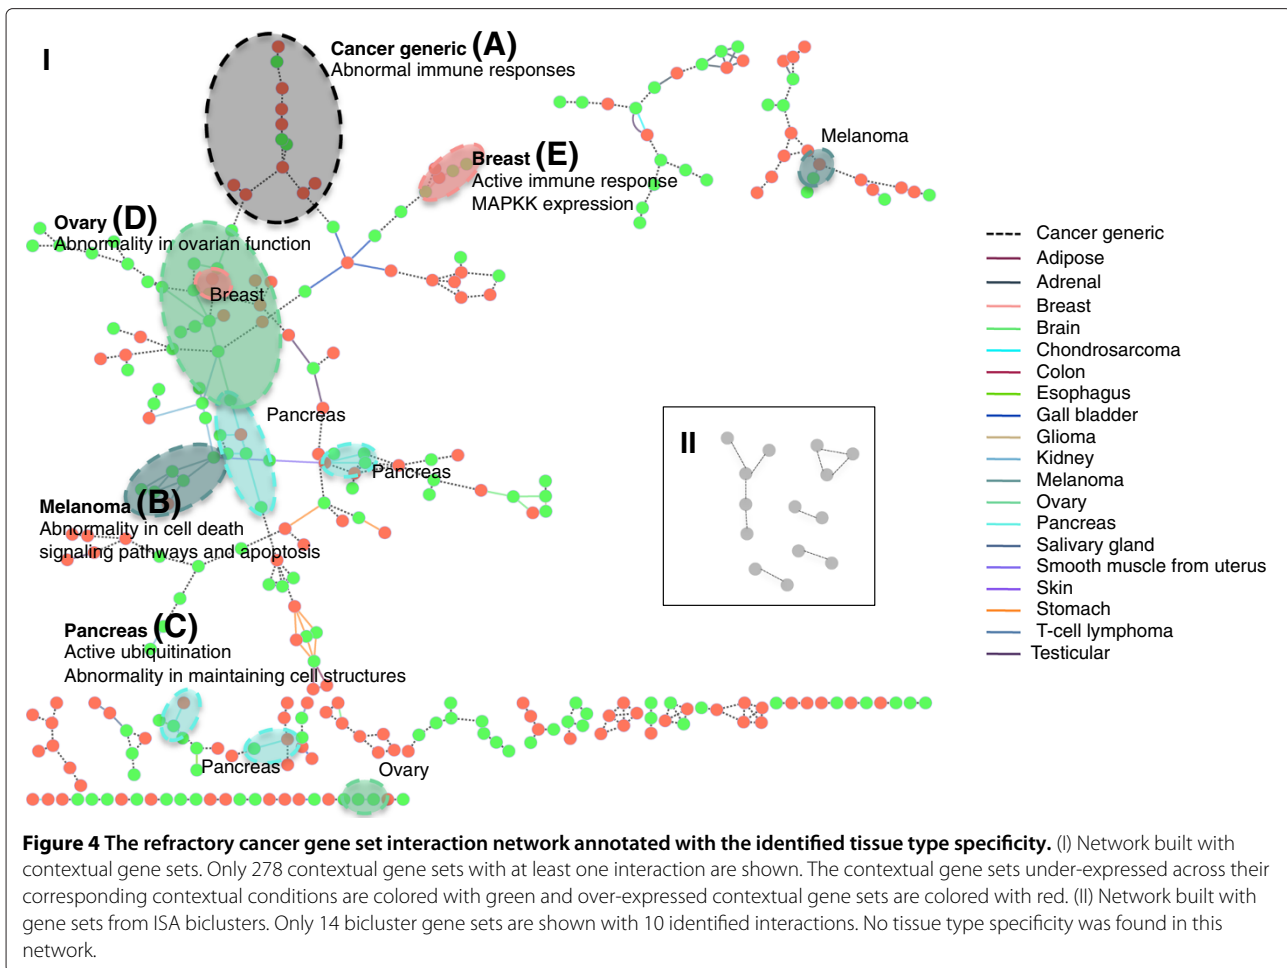 I
Cancer generic (A)
Abnormal immune responses
Breast (E)
Active immune response
MAPKK expression
Melanoma
Ovary (D)
Abnormality in ovarian function
Breast
Pancreas
Pancreas
Melanoma (B)
Abnormality in cell death
signaling pathways and apoptosis
Pancreas (C)
Active ubiquitination
Abnormality in maintaining cell structures
Pancreas
Ovary
II
Cancer generic
Adipose
Adrenal
Breast
Brain
Chondrosarcoma
Colon
Esophagus
Gall bladder
Glioma
Kidney
Melanoma
Ovary
Pancreas
Salivary gland
Smooth muscle from uterus
Skin
Stomach
T-cell lymphoma
Testicular
Figure 4 The refractory cancer gene set interaction network annotated with the identified tissue type specificity. (I) Network built with
contextual gene sets. Only 278 contextual gene sets with at least one interaction are shown. The contextual gene sets under-expressed across their
corresponding contextual conditions are colored with green and over-expressed contextual gene sets are colored with red. (II) Network built with
gene sets from ISA biclusters. Only 14 bicluster gene sets are shown with 10 identified interactions. No tissue type specificity was found in this
network.